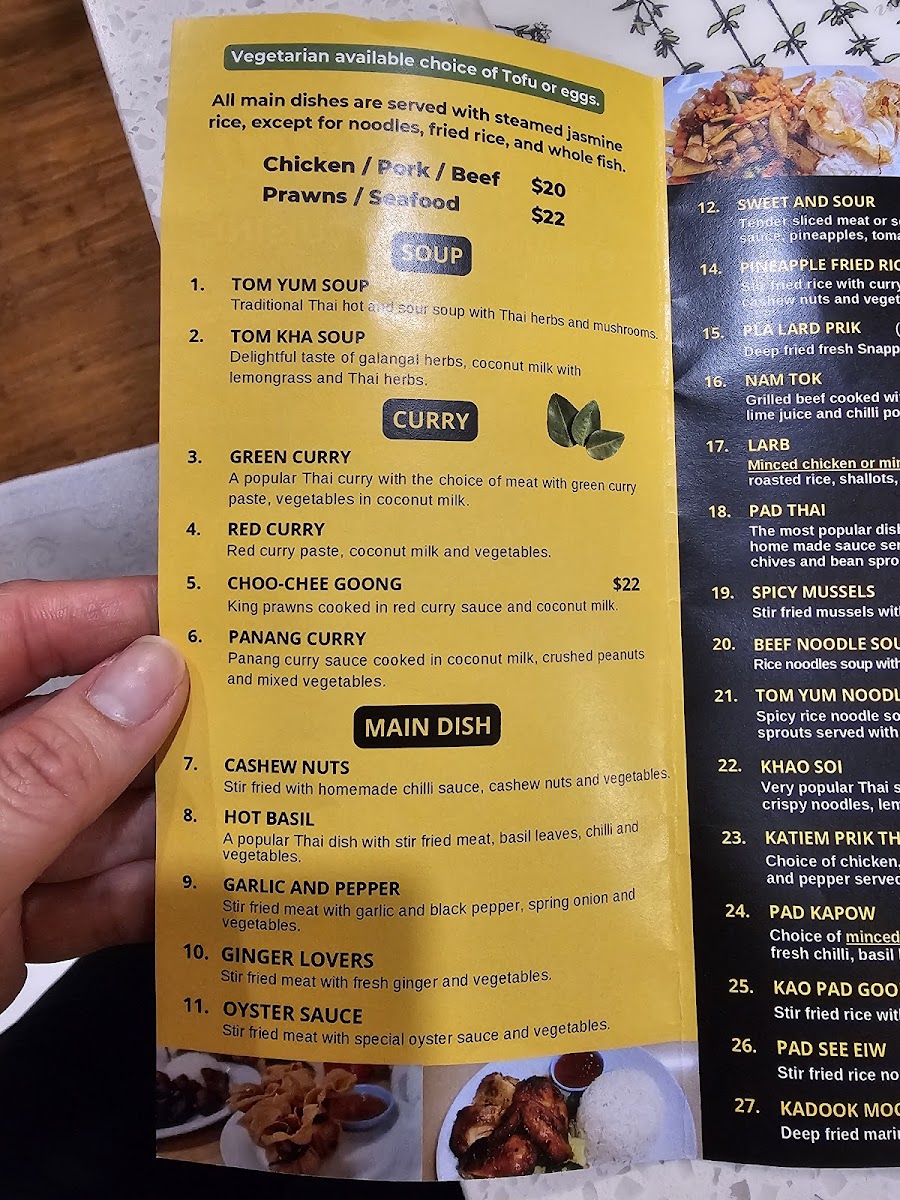 Vegetarian available choice of Tofu or eggs.
All main dishes are served with steamed jasmine
rice, except for noodles, fried rice, and whole fish.
Chicken / Pork / Beef $20
Prawns / Seafood $22
SOUP
1. TOM YUM SOUP
Traditional Thai hot and sour soup with Thai herbs and mushrooms.
2. TOM KHA SOUP
Delightful taste of galangal herbs, coconut milk with
lemongrass and Thai herbs.
CURRY
3. GREEN CURRY
A popular Thai curry with the choice of meat with green curry
paste, vegetables in coconut milk.
4. RED CURRY
Red curry paste, coconut milk and vegetables.
5. CHOO-CHEE GOONG $22
King prawns cooked in red curry sauce and coconut milk.
6. PANANG CURRY
Panang curry sauce cooked in coconut milk, crushed peanuts
and mixed vegetables.
MAIN DISH
7. CASHEW NUTS
Stir fried with homemade chilli sauce, cashew nuts and vegetables.
8. HOT BASIL
A popular Thai dish with stir fried meat, basil leaves, chilli and
vegetables.
9. GARLIC AND PEPPER
Stir fried meat with garlic and black pepper, spring onion and
vegetables.
10. GINGER LOVERS
Stir fried meat with fresh ginger and vegetables.
11. OYSTER SAUCE
Stir fried meat with special oyster sauce and vegetables.
12. SWEET AND SOUR
Tender sliced meat or
sauce, pineapples,
14. PINEAPPLE FRIED
Stir fried rice with curry
cashew nuts and
15. PLA LARD PRIK (
Deep fried fresh
16. NAM TOK
Grilled beef cooked
lime juice and chilli
17. LARB
Minced chicken or
roasted rice, shallots,
18. PAD THAI
The most popular
home made sauce
chives and bean
19. SPICY MUSSELS
Stir fried mussels
20. BEEF NOODLE
Rice noodles soup with
21. TOM YUM
Spicy rice noodle
sprouts served with
22. KHAO SOI
Very popular Thai
crispy noodles,
23. KATIEM PRIK
Choice of chicken,
and pepper
24. PAD KAPOW
Choice of minced
fresh chilli, basil
25. KAO PAD
Stir fried rice
26. PAD SEE EIW
Stir fried rice
27. KADOOK
Deep fried